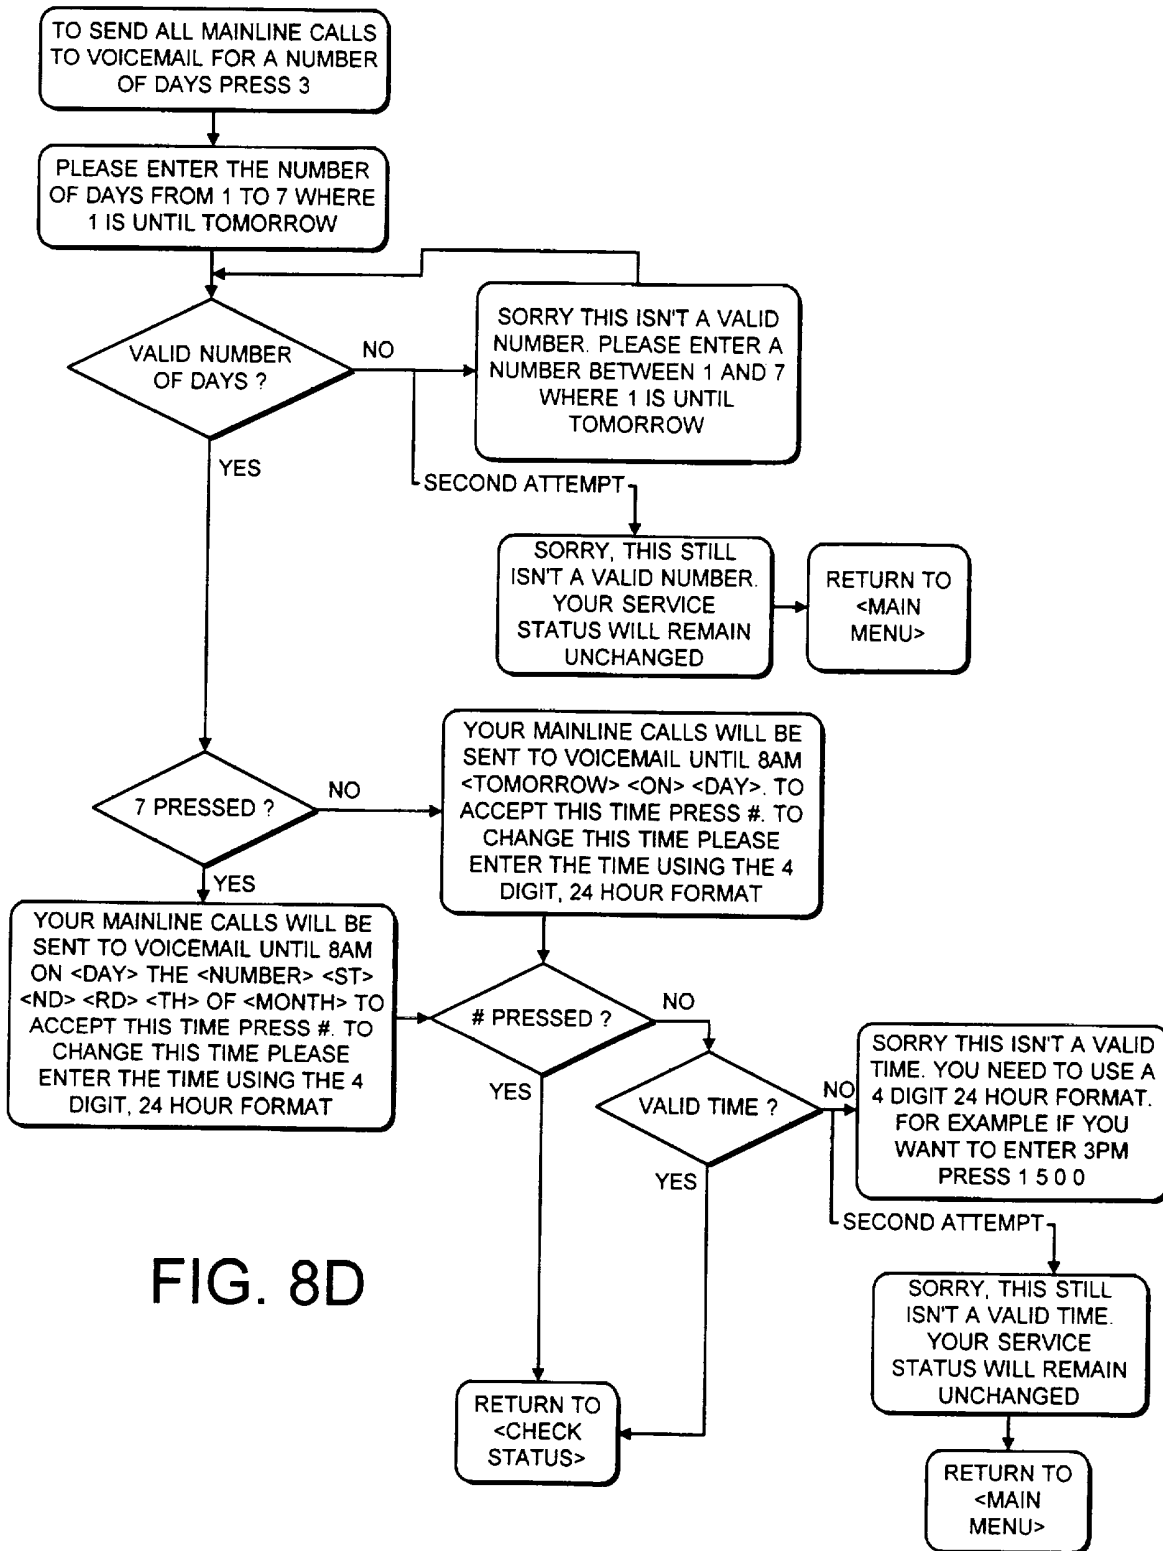 TO SEND ALL MAINLINE CALLS
TO VOICEMAIL FOR A NUMBER
OF DAYS PRESS 3
PLEASE ENTER THE NUMBER
OF DAYS FROM 1 TO 7 WHERE
1 IS UNTIL TOMORROW
VALID NUMBER
OF DAYS ?
NO
SORRY THIS ISN'T A VALID
NUMBER. PLEASE ENTER A
NUMBER BETWEEN 1 AND 7
WHERE 1 IS UNTIL
TOMORROW
YES
SECOND ATTEMPT
SORRY, THIS STILL
ISN'T A VALID NUMBER.
YOUR SERVICE
STATUS WILL REMAIN
UNCHANGED
RETURN TO
<MAIN
MENU>
7 PRESSED ?
NO
YOUR MAINLINE CALLS WILL BE
SENT TO VOICEMAIL UNTIL 8AM
<TOMORROW> <ON> <DAY>. TO
ACCEPT THIS TIME PRESS #. TO
CHANGE THIS TIME PLEASE
ENTER THE TIME USING THE 4
DIGIT, 24 HOUR FORMAT
YES
YOUR MAINLINE CALLS WILL BE
SENT TO VOICEMAIL UNTIL 8AM
ON <DAY> THE <NUMBER> <ST>
<ND> <RD> <TH> OF <MONTH> TO
ACCEPT THIS TIME PRESS #. TO
CHANGE THIS TIME PLEASE
ENTER THE TIME USING THE 4
DIGIT, 24 HOUR FORMAT
# PRESSED ?
NO
YES
VALID TIME ?
NO
SORRY THIS ISN'T A VALID
TIME. YOU NEED TO USE A
4 DIGIT 24 HOUR FORMAT.
FOR EXAMPLE IF YOU
WANT TO ENTER 3PM
PRESS 1 5 0 0
YES
SECOND ATTEMPT
SORRY, THIS STILL
ISN'T A VALID TIME.
YOUR SERVICE
STATUS WILL REMAIN
UNCHANGED
RETURN TO
<CHECK
STATUS>
RETURN TO
<MAIN
MENU>
FIG. 8D